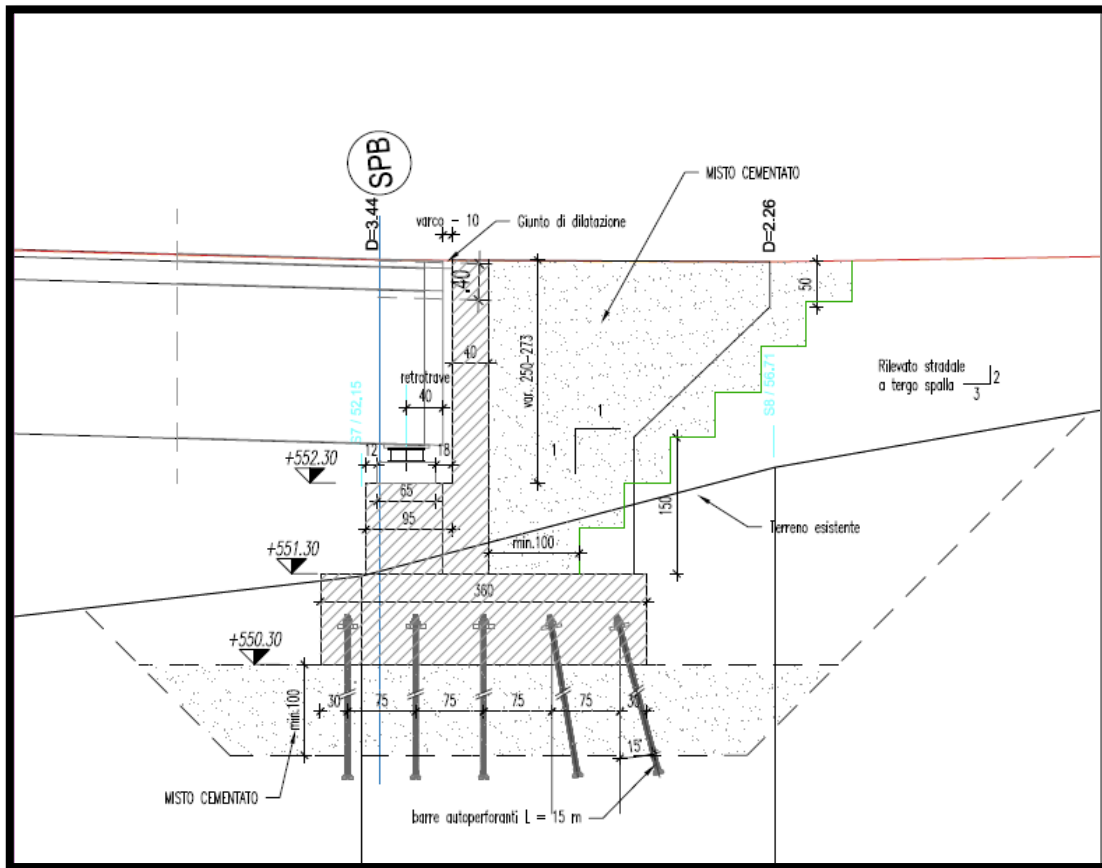 SPB
D=3.44
MISTO CEMENTATO
varco - 10
Giunto di dilatazione
D=2.26
.40
50
40
var. 250-273
Rilevato stradale
a tergo spalla
2
3
retrotrave
40
S7 / 52,15
S8 / 56,71
1
1
+552.30
12
18
65
95
150
Terreno esistente
min.100
+551.30
360
+550.30
30
75
75
75
75
30
min.100
15°
MISTO CEMENTATO
barre autoperforanti L = 15 m